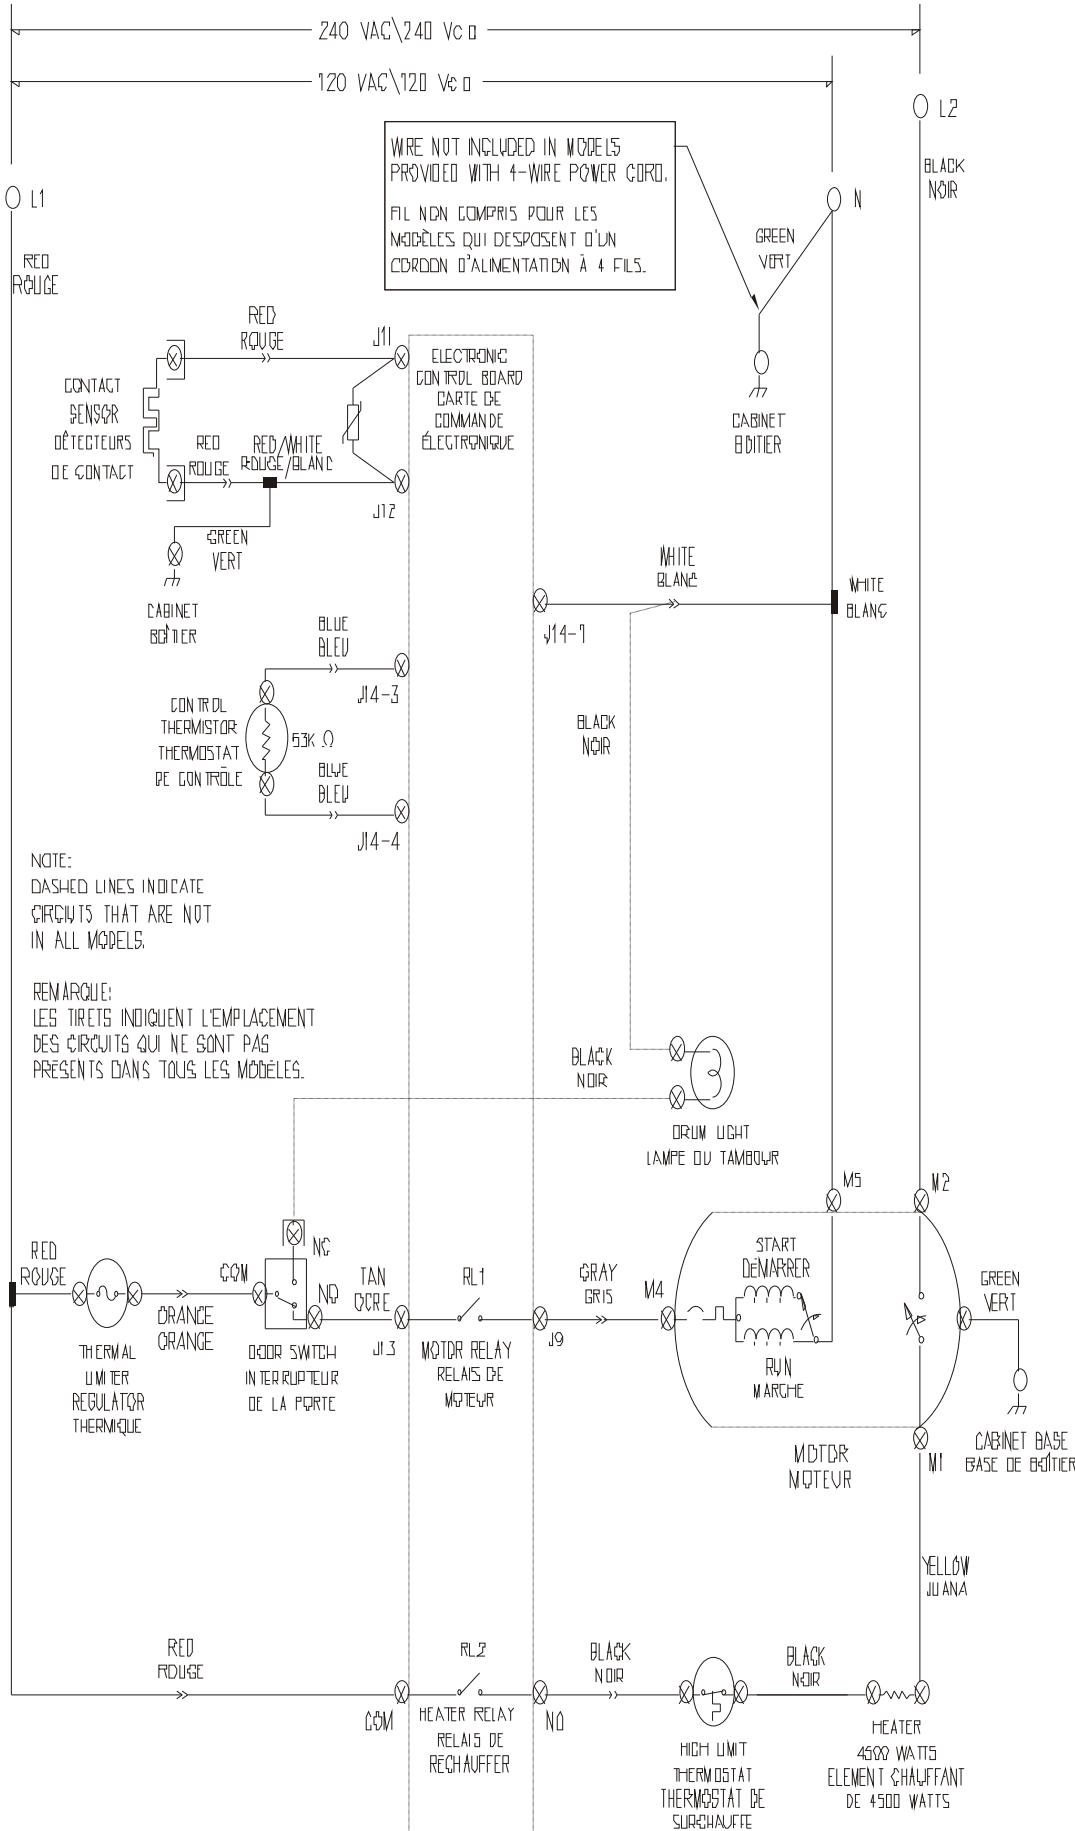 240 VAC\240 Vca
120 VAC\120 Vca
L2
BLACK
NOIR
WIRE NOT INCLUDED IN MODELS
PROVIDED WITH 4-WIRE POWER CORD.
FIL NON COMPRIS POUR LES
MODÈLES QUI DESPOSENT D'UN
CORDON D'ALIMENTATION À 4 FILS.
L1
N
RED
ROUGE
GREEN
VERT
CABINET
BOITIER
RED
ROUGE
J11
ELECTRONIC
CONTROL BOARD
CARTE DE
COMMANDE
ÉLECTRONIQUE
CONTACT
SENSOR
DÉTECTEURS
DE CONTACT
RED
ROUGE
RED/WHITE
ROUGE/BLANC
J12
GREEN
VERT
CABINET
BOÎTIER
WHITE
BLANC
WHITE
BLANC
J14-1
BLUE
BLEU
J14-3
CONTROL
THERMISTOR
THERMOSTAT
DE CONTRÔLE
53K Ω
BLUE
BLEU
J14-4
BLACK
NOIR
NOTE:
DASHED LINES INDICATE
CIRCUITS THAT ARE NOT
IN ALL MODELS.
REMARQUE:
LES TIRETS INDIQUENT L'EMPLACEMENT
DES CIRCUITS QUI NE SONT PAS
PRÉSENTS DANS TOUS LES MODÈLES.
BLACK
NOIR
DRUM LIGHT
LAMPE DU TAMBOUR
M5
M2
RED
ROUGE
COM
NC
NO
TAN
OCRE
RL1
GRAY
GRIS
M4
START
DÉMARRER
GREEN
VERT
ORANGE
ORANGE
THERMAL
LIMITER
REGULATOR
THERMIQUE
DOOR SWITCH
INTERRUPTEUR
DE LA PORTE
J13
MOTOR RELAY
RELAIS DE
MOTEUR
J9
RUN
MARCHE
MOTOR
MOTEUR
M1
CABINET BASE
BASE DE BOÎTIER
YELLOW
JUANA
RED
ROUGE
COM
RL2
HEATER RELAY
RELAIS DE
RECHAUFFER
NO
BLACK
NOIR
BLACK
NOIR
HIGH LIMIT
THERMOSTAT
THERMOSTAT DE
SURCHAUFFE
HEATER
4500 WATTS
ELEMENT CHAUFFANT
DE 4500 WATTS